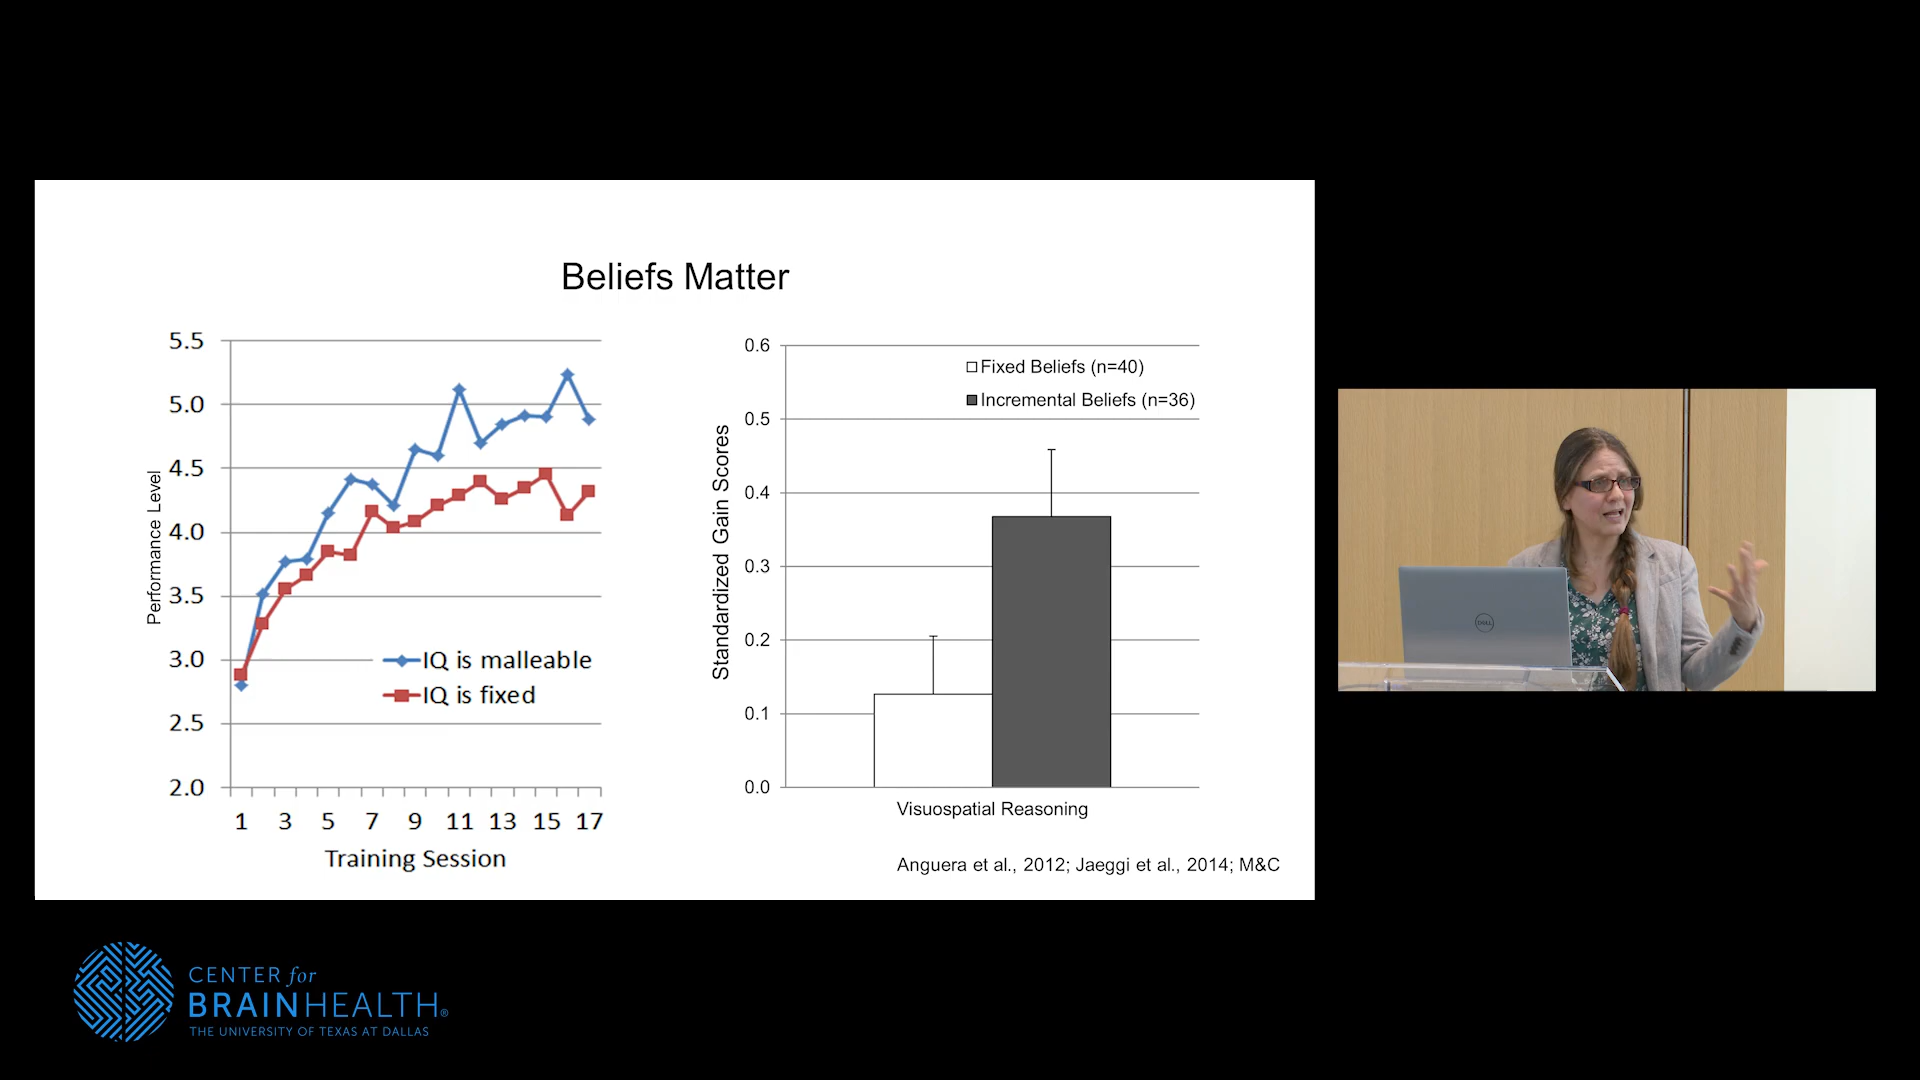 Beliefs Matter
5.5
5.0
4.5
4.0
3.5
3.0
2.5
2.0
Performance Level
IQ is malleable
IQ is fixed
1 3 5 7 9 11 13 15 17
Training Session
0.6
0.5
0.4
0.3
0.2
0.1
0.0
Standardized Gain Scores
Fixed Beliefs (n=40)
Incremental Beliefs (n=36)
Visuospatial Reasoning
Anguera et al., 2012; Jaeggi et al., 2014; M&C
DELL
CENTER for
BRAINHEALTH®
THE UNIVERSITY OF TEXAS AT DALLAS